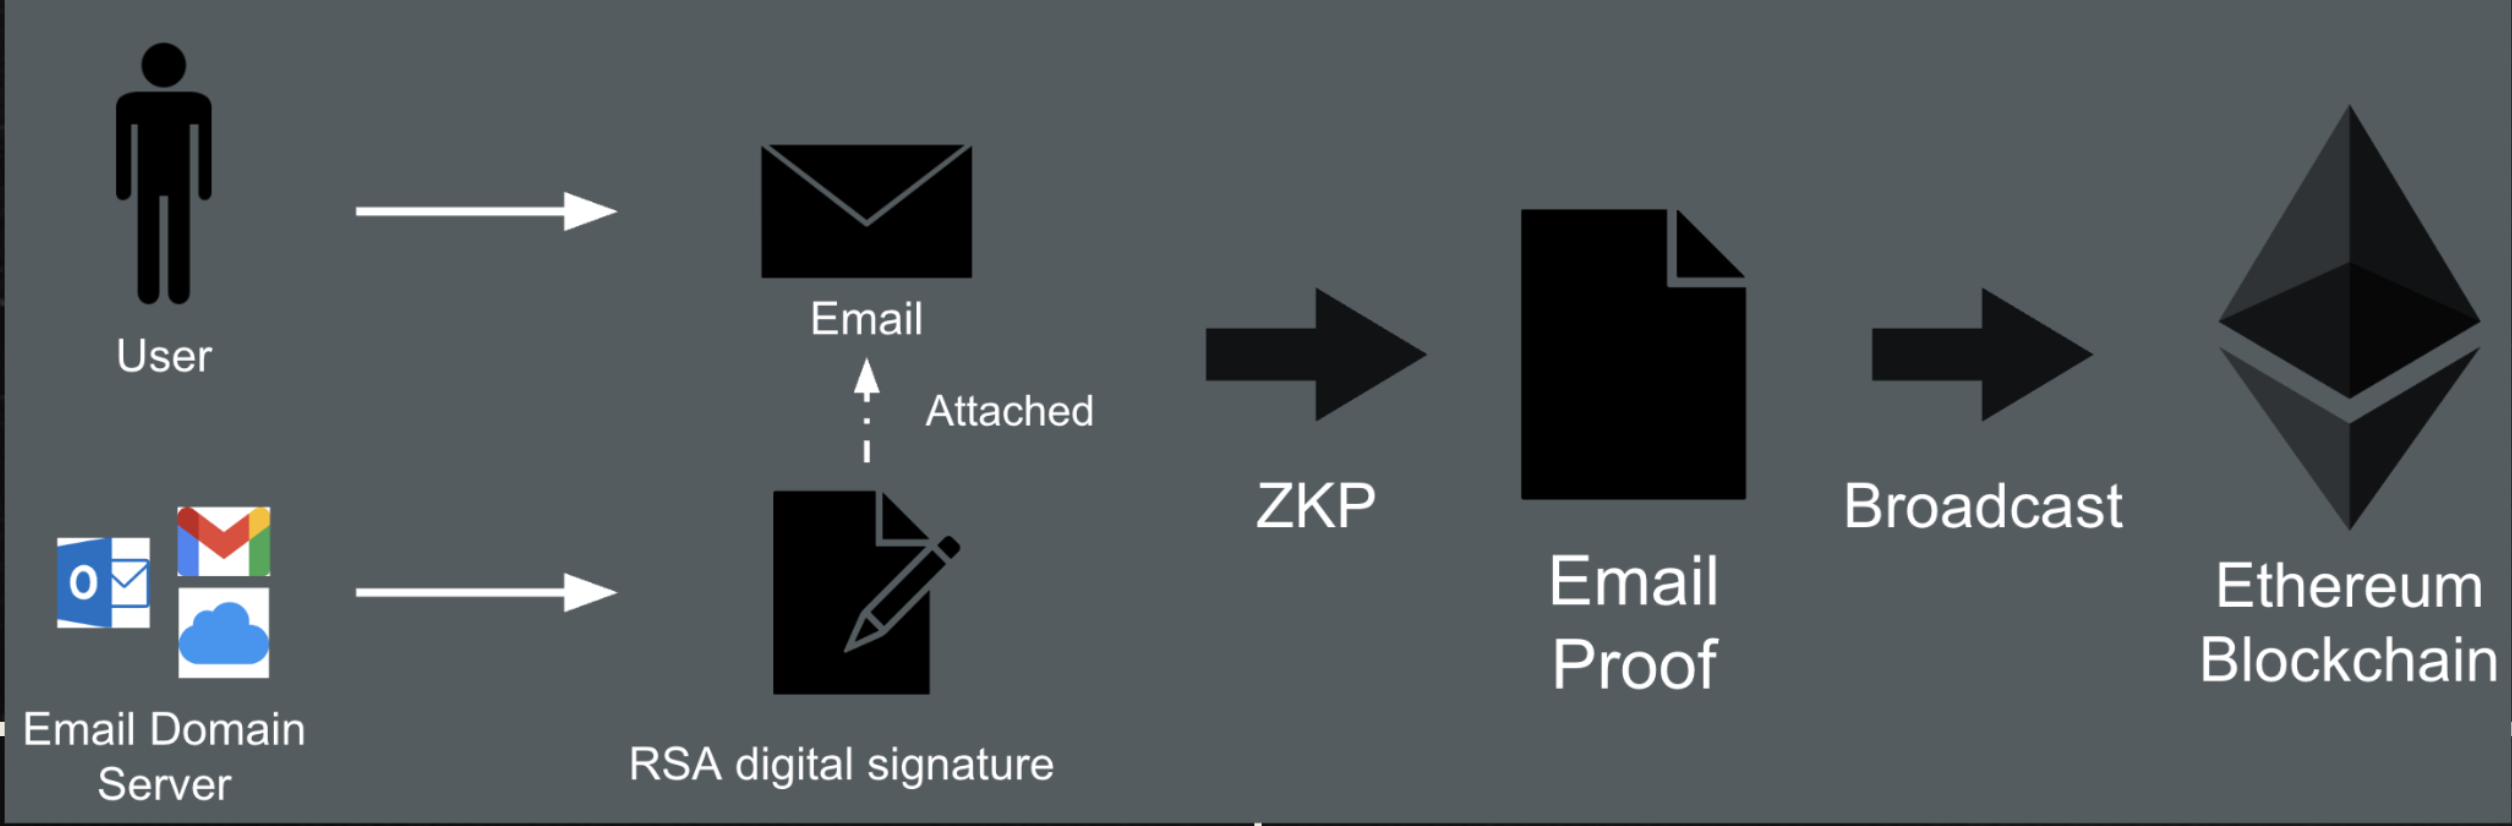 User
Email
Attached
Email Domain
Server
RSA digital signature
ZKP
Email
Proof
Broadcast
Ethereum
Blockchain